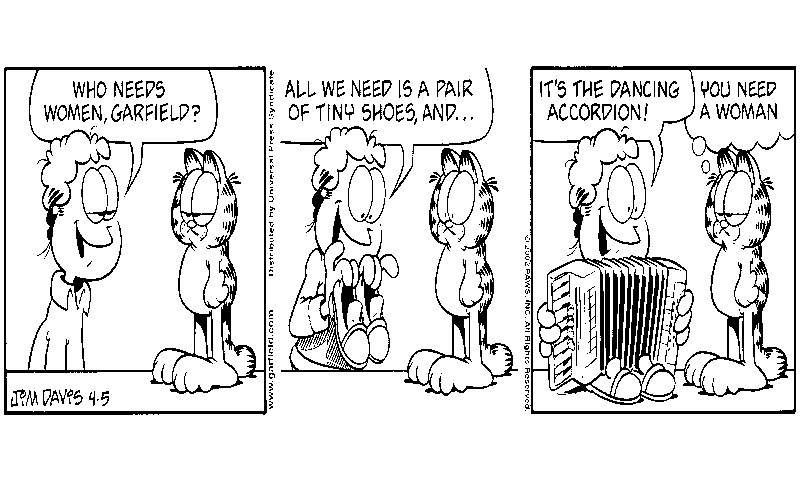 WHO NEEDS
WOMEN, GARFIELD?
JIM DAVIS 4·5
www.garfield.com
Distributed by Universal Press Syndicate
ALL WE NEED IS A PAIR
OF TINY SHOES, AND...
© 2002 PAWS, INC. All Rights Reserved.
IT'S THE DANCING
ACCORDION!
YOU NEED
A WOMAN